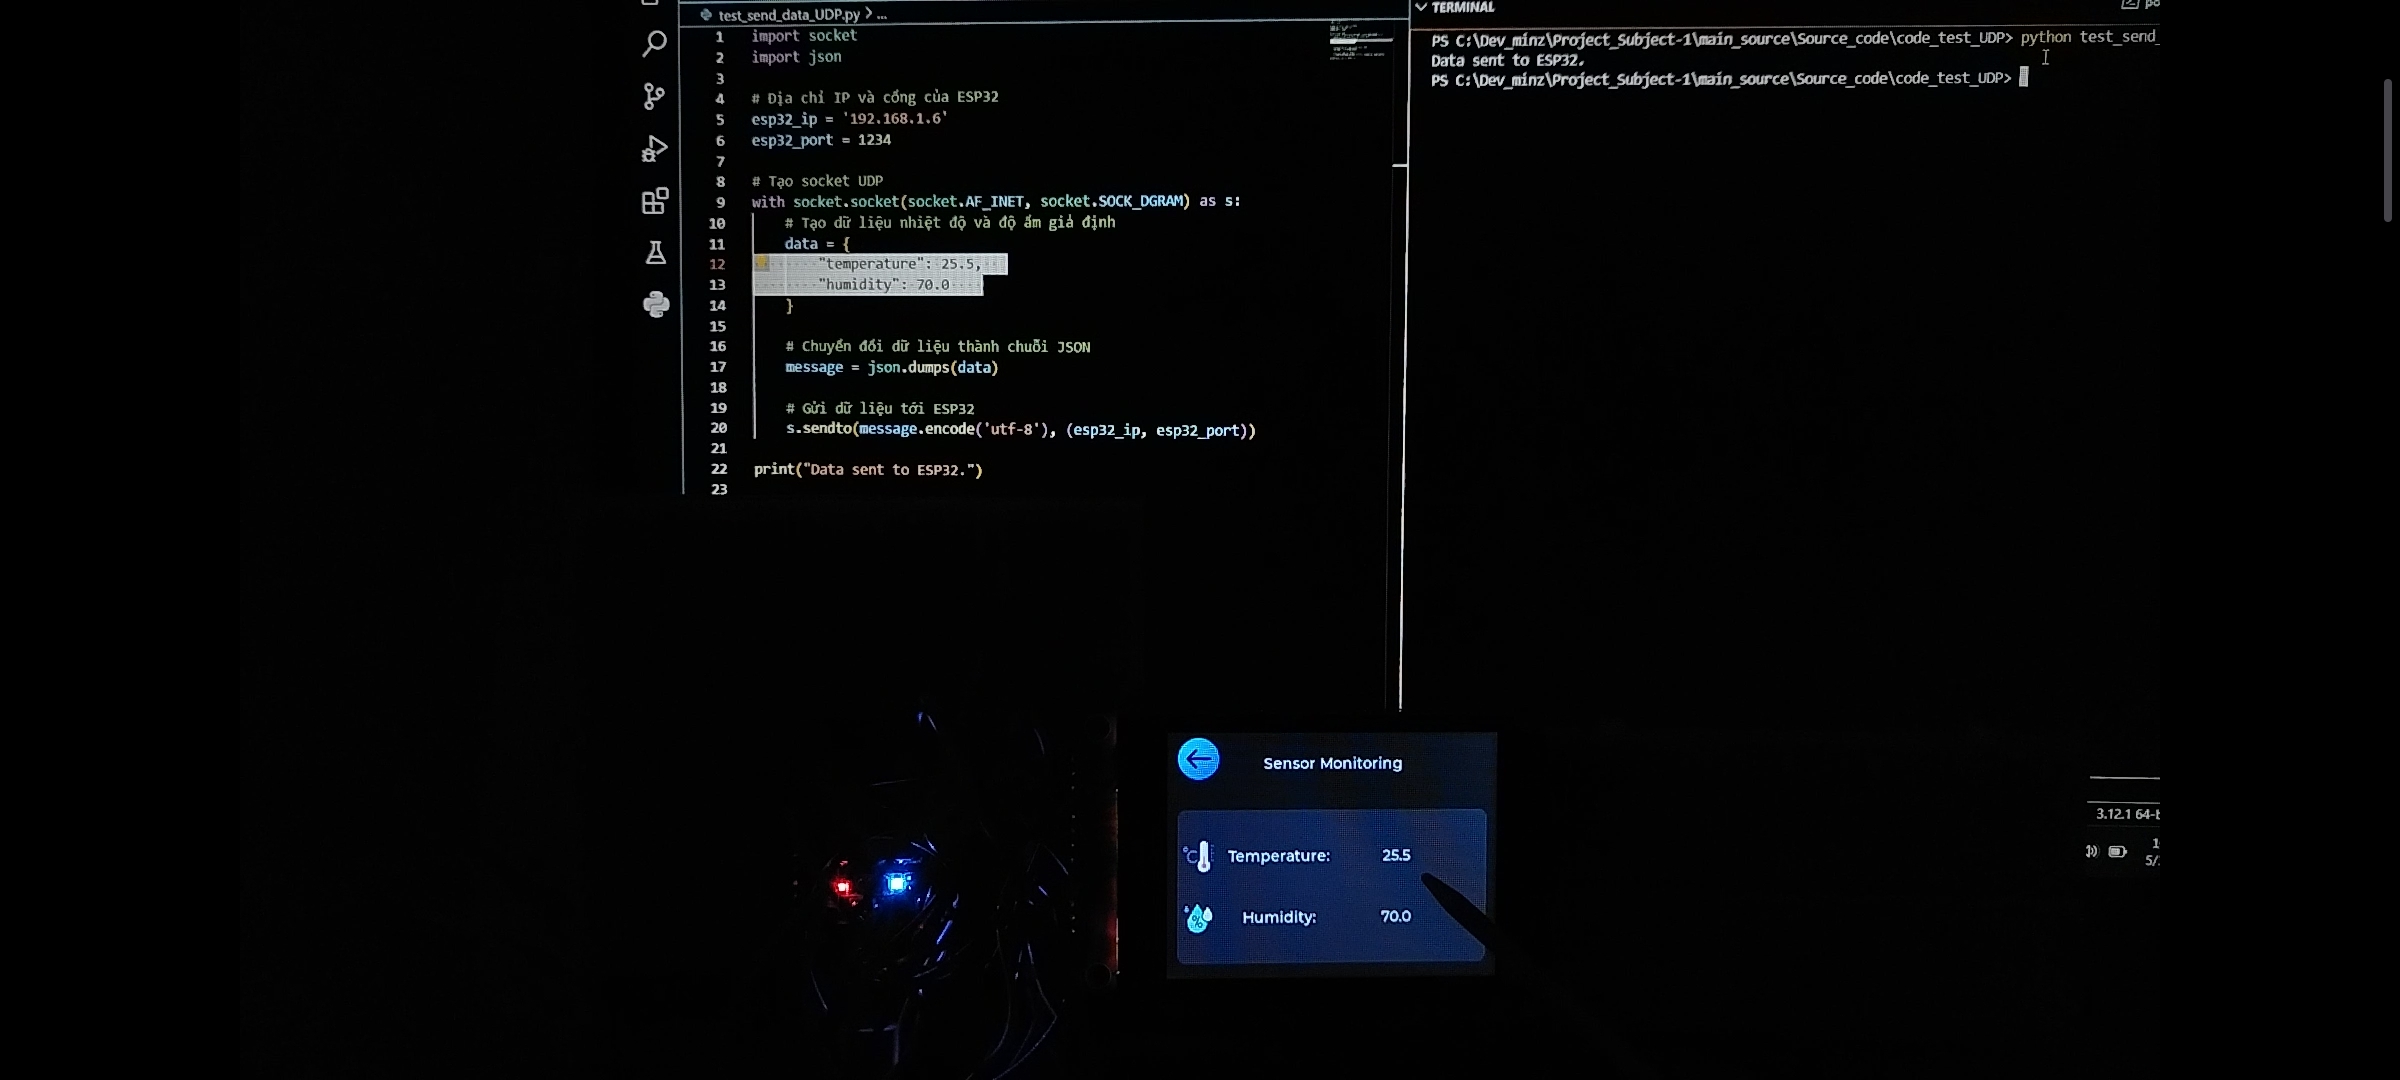 test_send_data_UDP.py > ...
1 import socket
2 import json
3
4 # Địa chỉ IP và cổng của ESP32
5 esp32_ip = '192.168.1.6'
6 esp32_port = 1234
7
8 # Tạo socket UDP
9 with socket.socket(socket.AF_INET, socket.SOCK_DGRAM) as s:
10 # Tạo dữ liệu nhiệt độ và độ ẩm giả định
11 data = {
12 "temperature": 25.5,
13 "humidity": 70.0
14 }
15
16 # Chuyển đổi dữ liệu thành chuỗi JSON
17 message = json.dumps(data)
18
19 # Gửi dữ liệu tới ESP32
20 s.sendto(message.encode('utf-8'), (esp32_ip, esp32_port))
21
22 print("Data sent to ESP32.")
23
TERMINAL
PS C:\Dev_minz\Project_Subject-1\main_source\Source_code\code_test_UDP> python test_send_
Data sent to ESP32.
PS C:\Dev_minz\Project_Subject-1\main_source\Source_code\code_test_UDP>
Sensor Monitoring
°C Temperature: 25.5
% Humidity: 70.0
3.12.1 64-b
5/